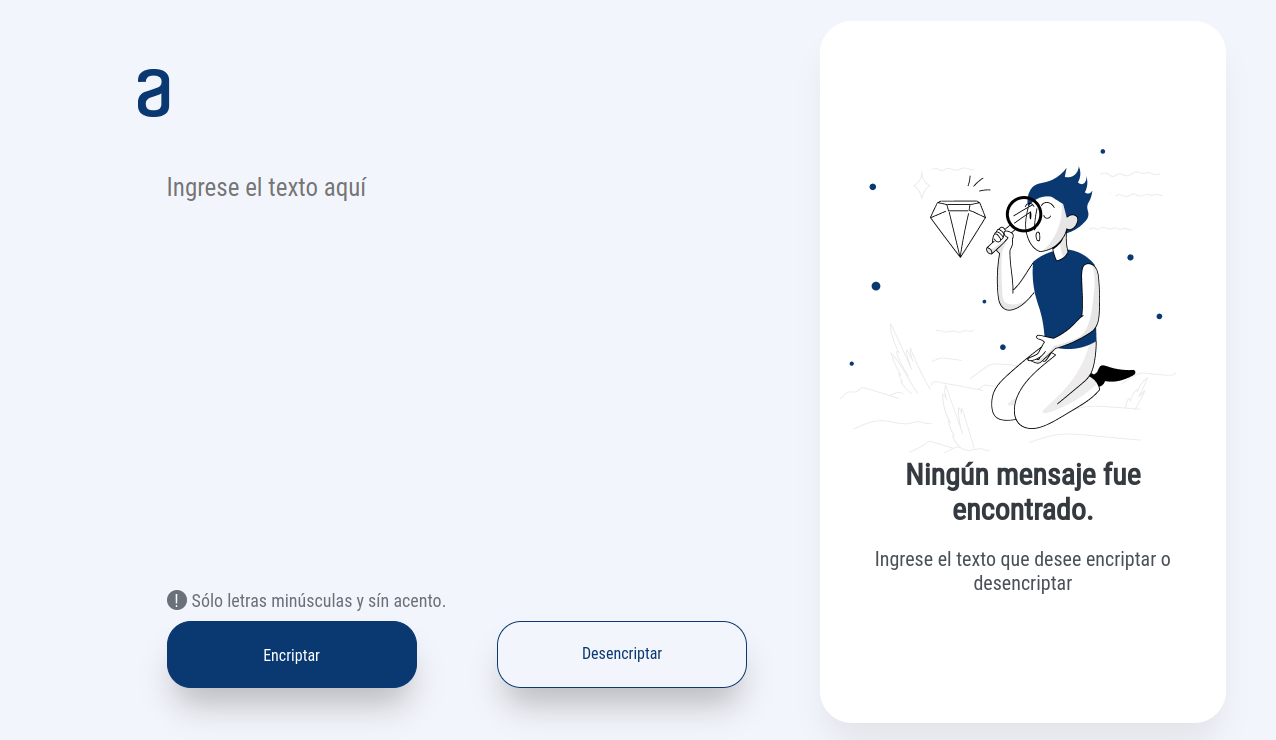 a
Ingrese el texto aquí
Sólo letras minúsculas y sín acento.
Encriptar
Desencriptar
Ningún mensaje fue
encontrado.
Ingrese el texto que desee encriptar o
desencriptar